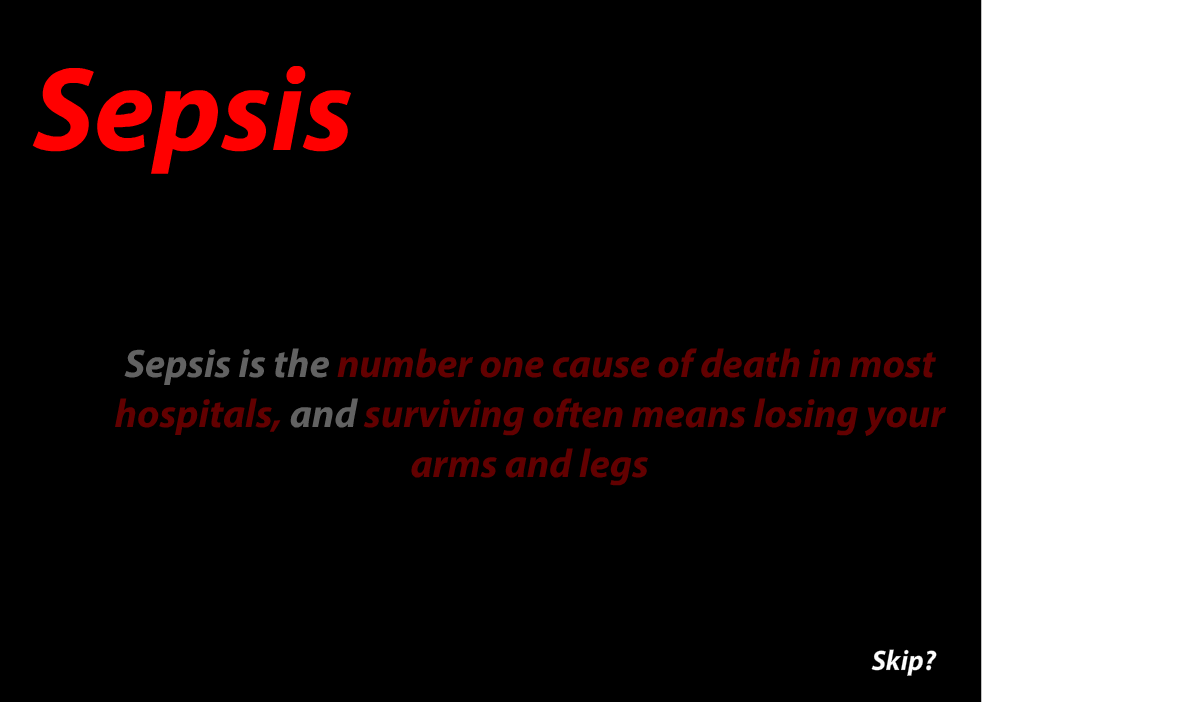 Sepsis
Sepsis is the number one cause of death in most
hospitals, and surviving often means losing your
arms and legs
Skip?